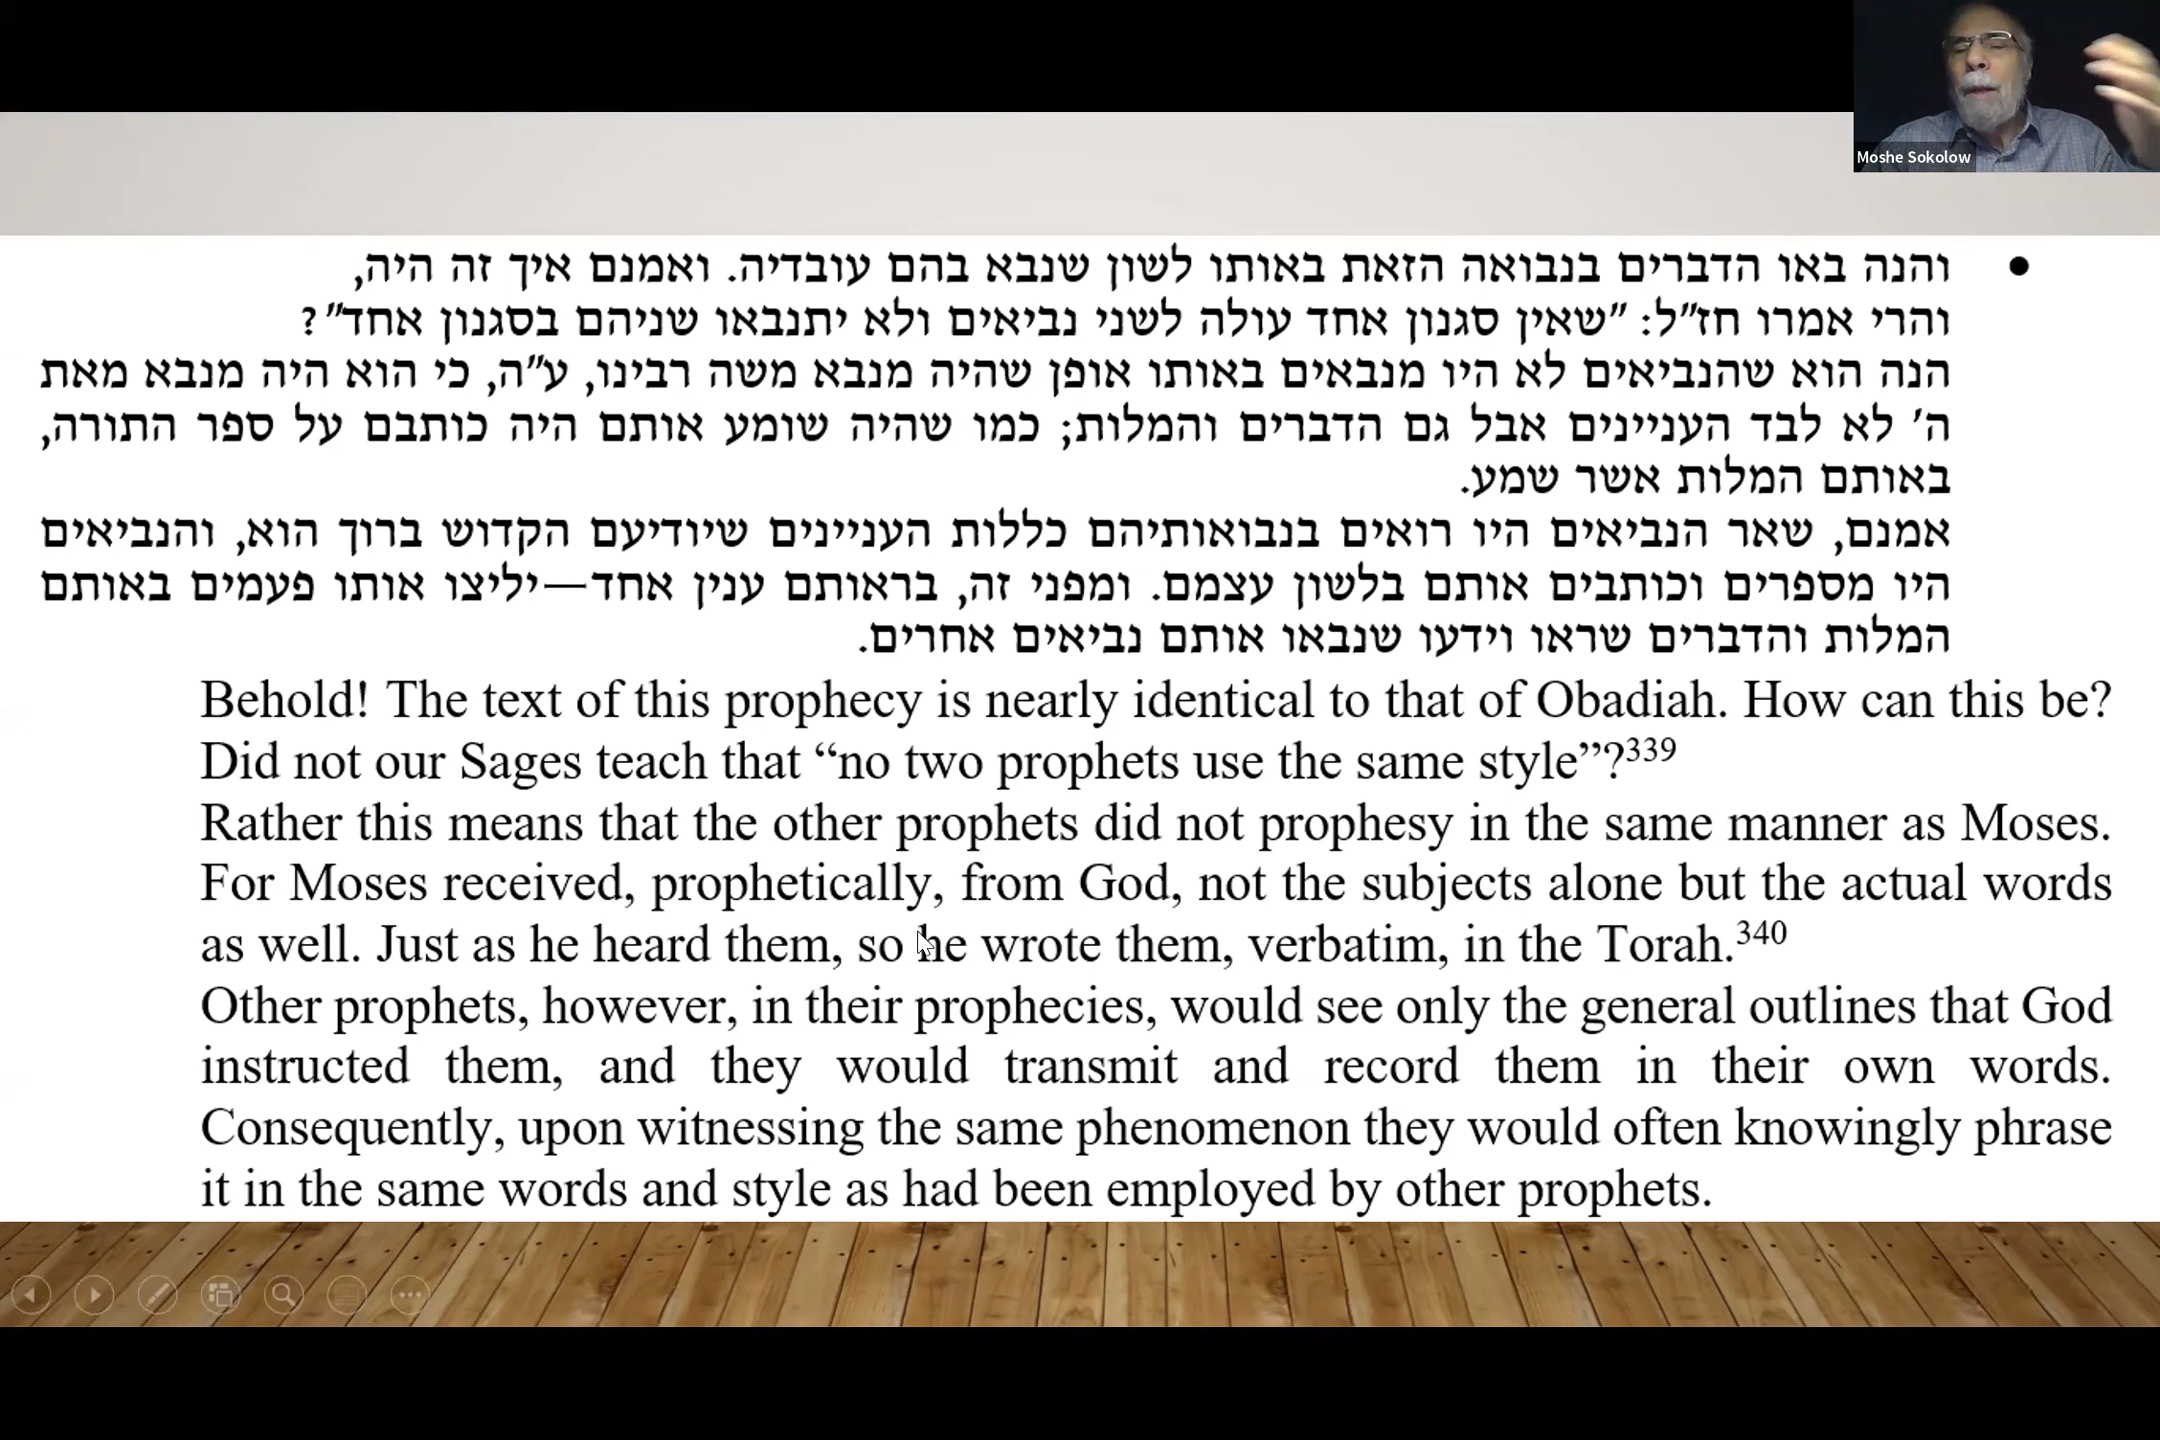 Moshe Sokolow
• והנה באו הדברים בנבואה הזאת באותו לשון שנבא בהם עובדיה. ואמנם איך זה היה,
והרי אמרו חז״ל: ״שאין סגנון אחד עולה לשני נביאים ולא יתנבאו שניהם בסגנון אחד״?
הנה הוא שהנביאים לא היו מנבאים באותו אופן שהיה מנבא משה רבינו, ע״ה, כי הוא היה מנבא מאת
ה׳ לא לבד העניינים אבל גם הדברים והמלות; כמו שהיה שומע אותם היה כותבם על ספר התורה,
באותם המלות אשר שמע.
אמנם, שאר הנביאים היו רואים בנבואותיהם כללות העניינים שיודיעם הקדוש ברוך הוא, והנביאים
היו מספרים וכותבים אותם בלשון עצמם. ומפני זה, בראותם ענין אחד—יליצו אותו פעמים באותם
המלות והדברים שראו וידעו שנבאו אותם נביאים אחרים.
Behold! The text of this prophecy is nearly identical to that of Obadiah. How can this be?
Did not our Sages teach that “no two prophets use the same style”?339
Rather this means that the other prophets did not prophesy in the same manner as Moses.
For Moses received, prophetically, from God, not the subjects alone but the actual words
as well. Just as he heard them, so he wrote them, verbatim, in the Torah.340
Other prophets, however, in their prophecies, would see only the general outlines that God
instructed them, and they would transmit and record them in their own words.
Consequently, upon witnessing the same phenomenon they would often knowingly phrase
it in the same words and style as had been employed by other prophets.